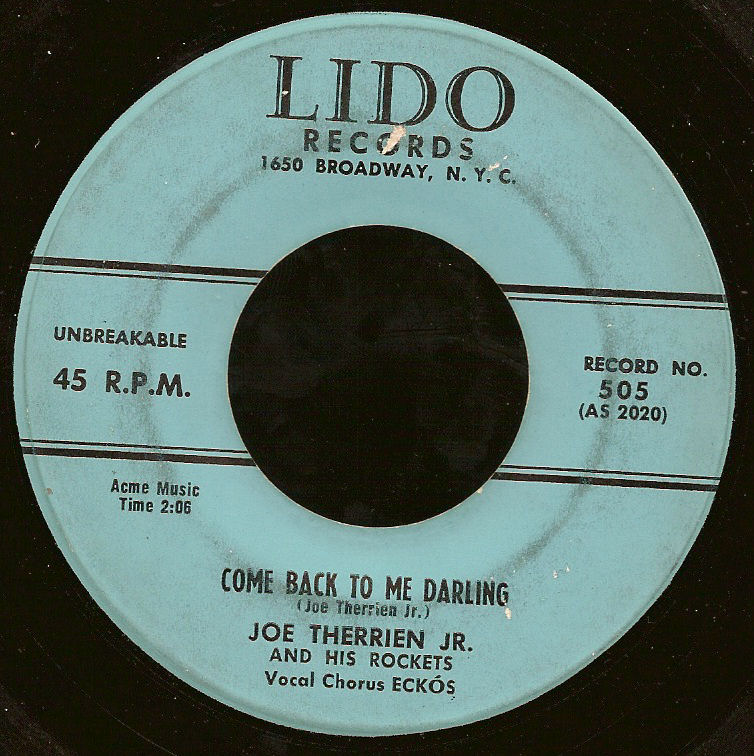 LIDO
RECORDS
1650 BROADWAY, N. Y. C.
UNBREAKABLE
45 R.P.M.
RECORD NO.
505
(AS 2020)
Acme Music
Time 2:06
COME BACK TO ME DARLING
(Joe Therrien Jr.)
JOE THERRIEN JR.
AND HIS ROCKETS
Vocal Chorus ECKÓS